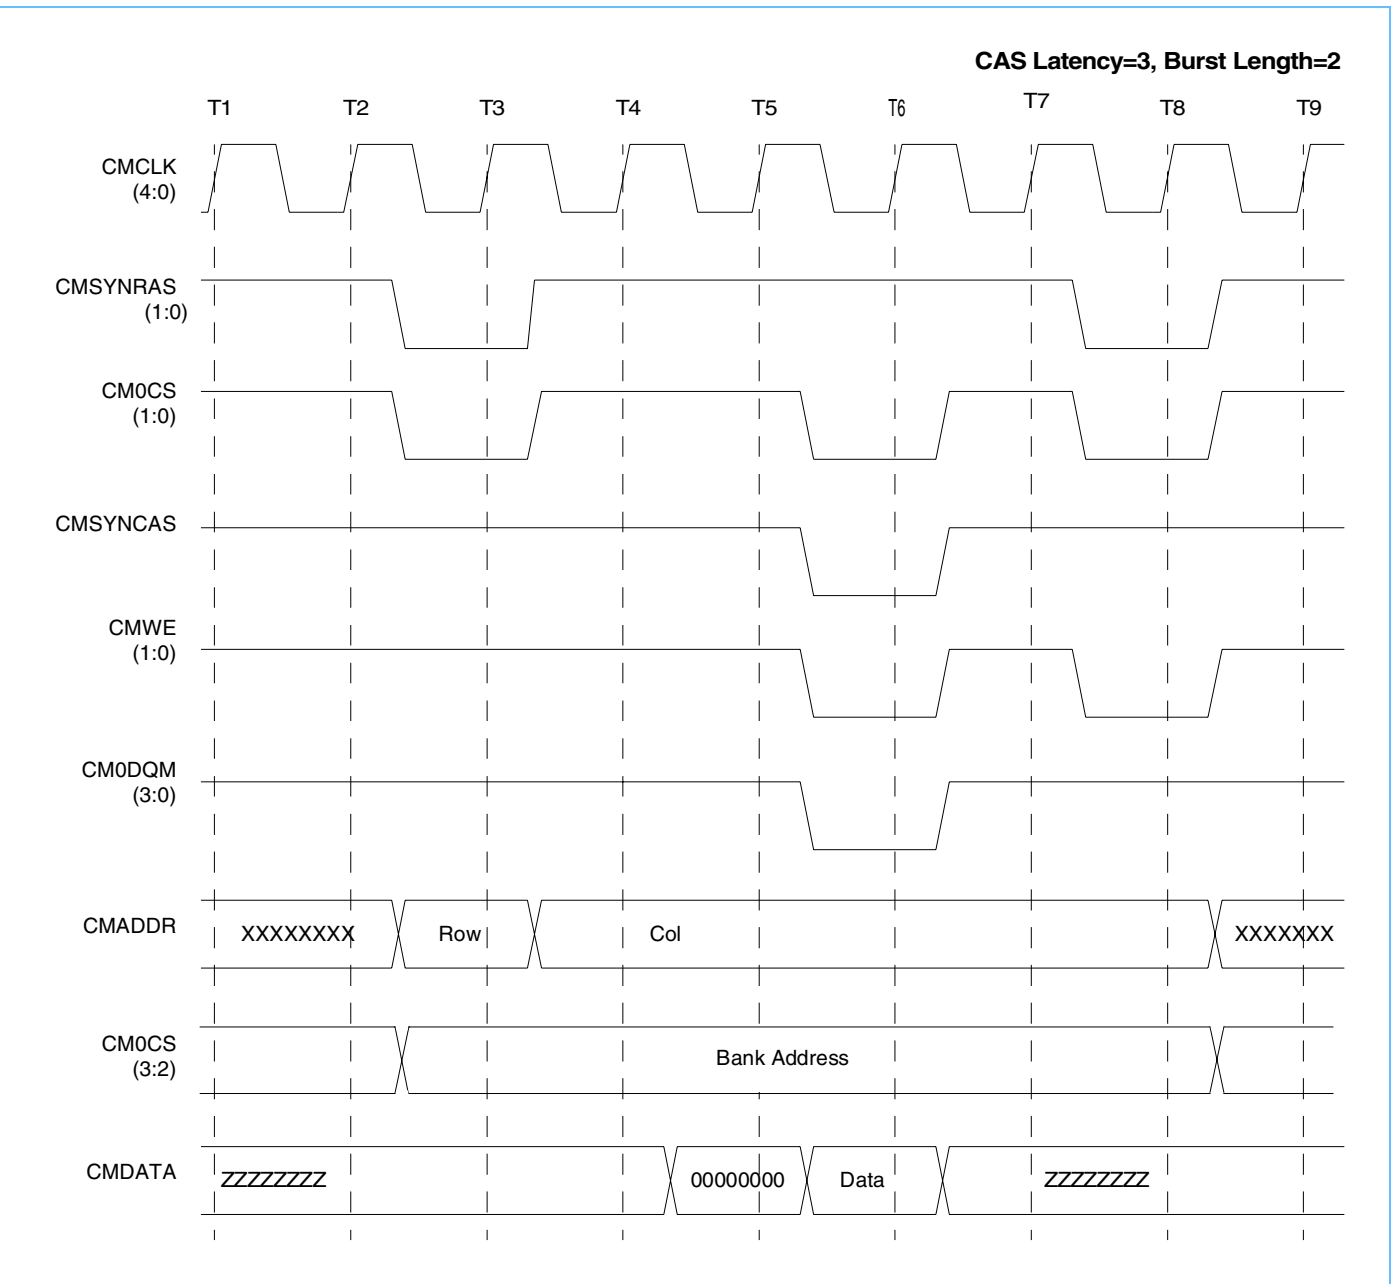 CAS Latency=3, Burst Length=2
T1 T2 T3 T4 T5 T6 T7 T8 T9
CMCLK
(4:0)
CMSYNRAS
(1:0)
CM0CS
(1:0)
CMSYNCAS
CMWE
(1:0)
CM0DQM
(3:0)
CMADDR XXXXXXXX Row Col XXXXXXX
CM0CS
(3:2)
Bank Address
CMDATA ZZZZZZZZ 00000000 Data ZZZZZZZZ